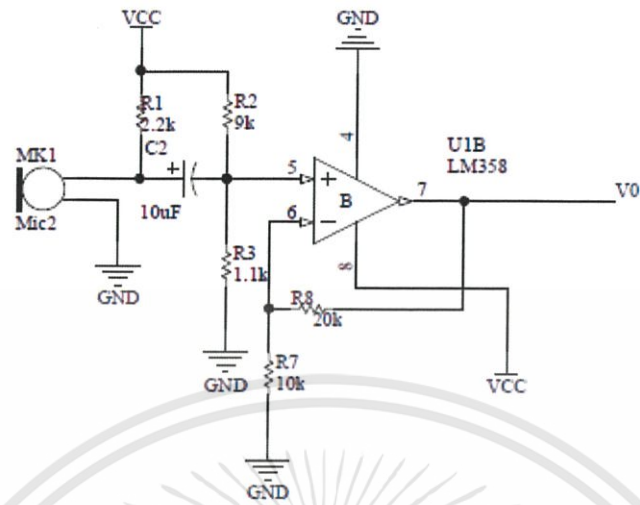 VCC
GND
R1
2.2k
R2
9k
C2
MK1
Mic2
10uF
GND
R3
1.1k
GND
5
6
+
−
B
4
8
7
U1B
LM358
V0
R8
20k
R7
10k
GND
VCC
+